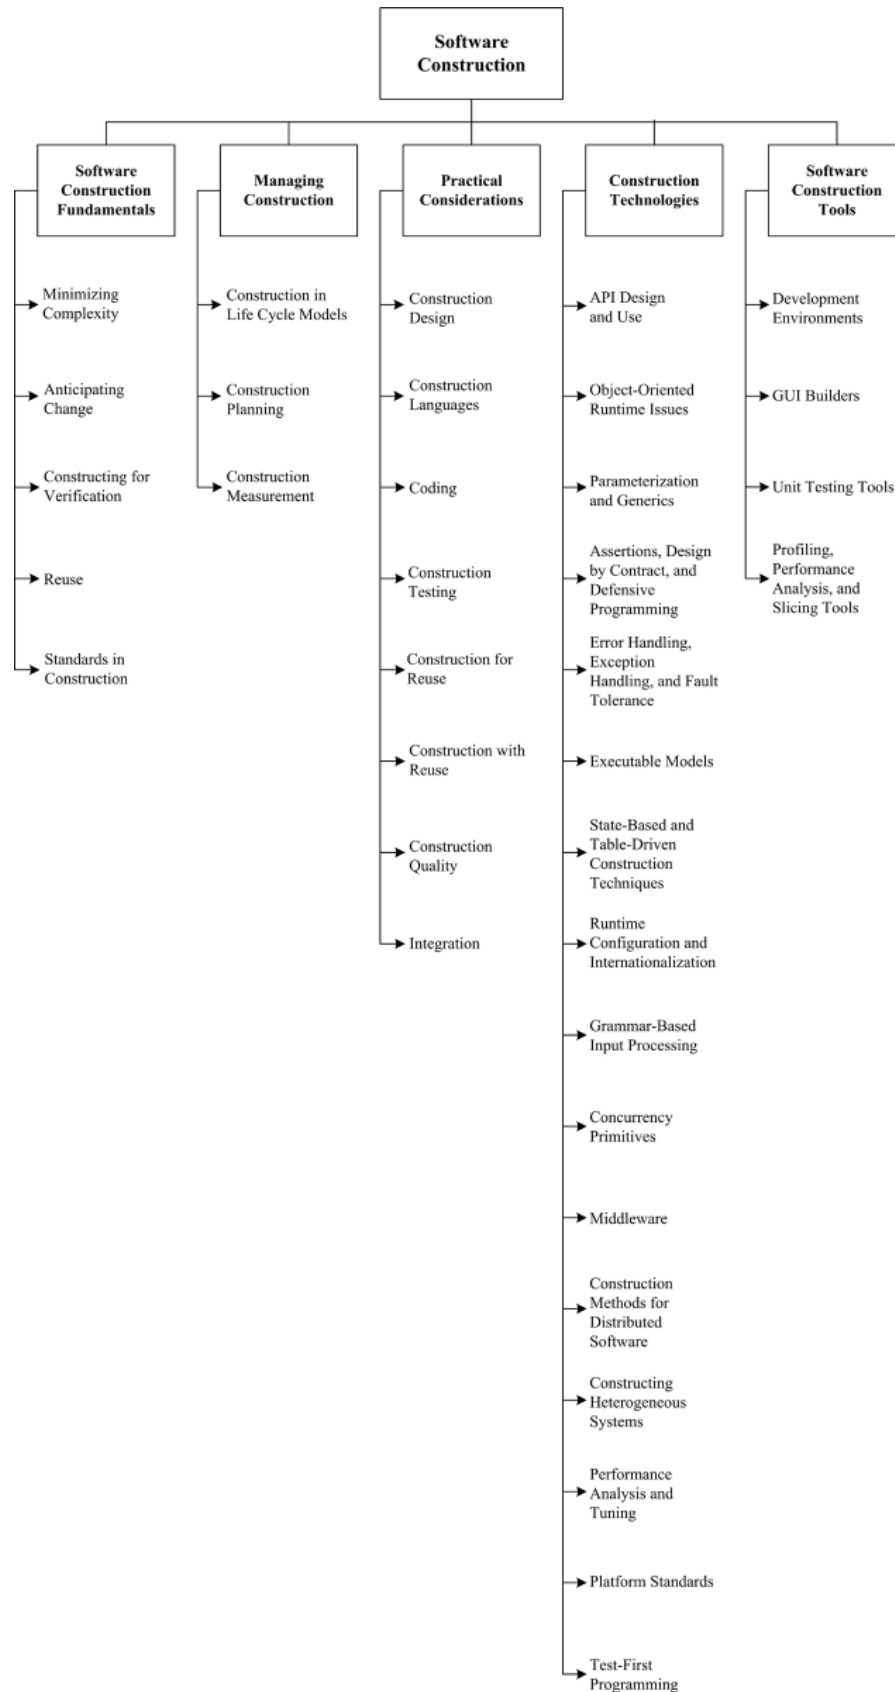 Software
Construction
Software
Construction
Fundamentals
Managing
Construction
Practical
Considerations
Construction
Technologies
Software
Construction
Tools
Minimizing
Complexity
Anticipating
Change
Constructing for
Verification
Reuse
Standards in
Construction
Construction in
Life Cycle Models
Construction
Planning
Construction
Measurement
Construction
Design
Construction
Languages
Coding
Construction
Testing
Construction for
Reuse
Construction with
Reuse
Construction
Quality
Integration
API Design
and Use
Object-Oriented
Runtime Issues
Parameterization
and Generics
Assertions, Design
by Contract, and
Defensive
Programming
Error Handling,
Exception
Handling, and Fault
Tolerance
Executable Models
State-Based and
Table-Driven
Construction
Techniques
Runtime
Configuration and
Internationalization
Grammar-Based
Input Processing
Concurrency
Primitives
Middleware
Construction
Methods for
Distributed
Software
Constructing
Heterogeneous
Systems
Performance
Analysis and
Tuning
Platform Standards
Test-First
Programming
Development
Environments
GUI Builders
Unit Testing Tools
Profiling,
Performance
Analysis, and
Slicing Tools